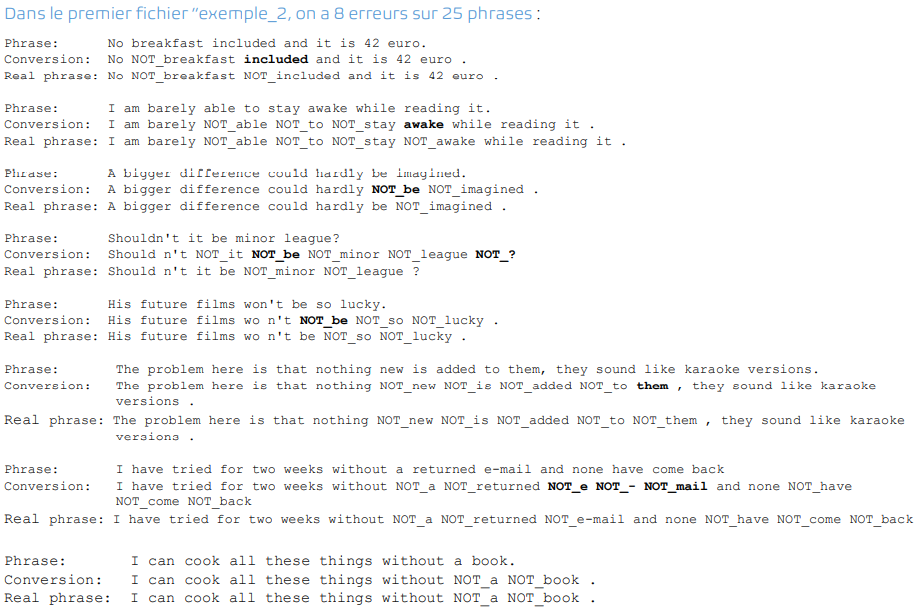 Dans le premier fichier "exemple_2, on a 8 erreurs sur 25 phrases :
Phrase: No breakfast included and it is 42 euro.
Conversion: No NOT_breakfast included and it is 42 euro .
Real phrase: No NOT_breakfast NOT_included and it is 42 euro .
Phrase: I am barely able to stay awake while reading it.
Conversion: I am barely NOT_able NOT_to NOT_stay awake while reading it .
Real phrase: I am barely NOT_able NOT_to NOT_stay NOT_awake while reading it .
Phrase: A bigger difference could hardly be imagined.
Conversion: A bigger difference could hardly NOT_be NOT_imagined .
Real phrase: A bigger difference could hardly be NOT_imagined .
Phrase: Shouldn't it be minor league?
Conversion: Should n't NOT_it NOT_be NOT_minor NOT_league NOT_?
Real phrase: Should n't it be NOT_minor NOT_league ?
Phrase: His future films won't be so lucky.
Conversion: His future films wo n't NOT_be NOT_so NOT_lucky .
Real phrase: His future films wo n't be NOT_so NOT_lucky .
Phrase: The problem here is that nothing new is added to them, they sound like karaoke versions.
Conversion: The problem here is that nothing NOT_new NOT_is NOT_added NOT_to them , they sound like karaoke
versions .
Real phrase: The problem here is that nothing NOT_new NOT_is NOT_added NOT_to NOT_them , they sound like karaoke
versions .
Phrase: I have tried for two weeks without a returned e-mail and none have come back
Conversion: I have tried for two weeks without NOT_a NOT_returned NOT_e NOT_- NOT_mail and none NOT_have
NOT_come NOT_back
Real phrase: I have tried for two weeks without NOT_a NOT_returned NOT_e-mail and none NOT_have NOT_come NOT_back
Phrase: I can cook all these things without a book.
Conversion: I can cook all these things without NOT_a NOT_book .
Real phrase: I can cook all these things without NOT_a NOT_book .